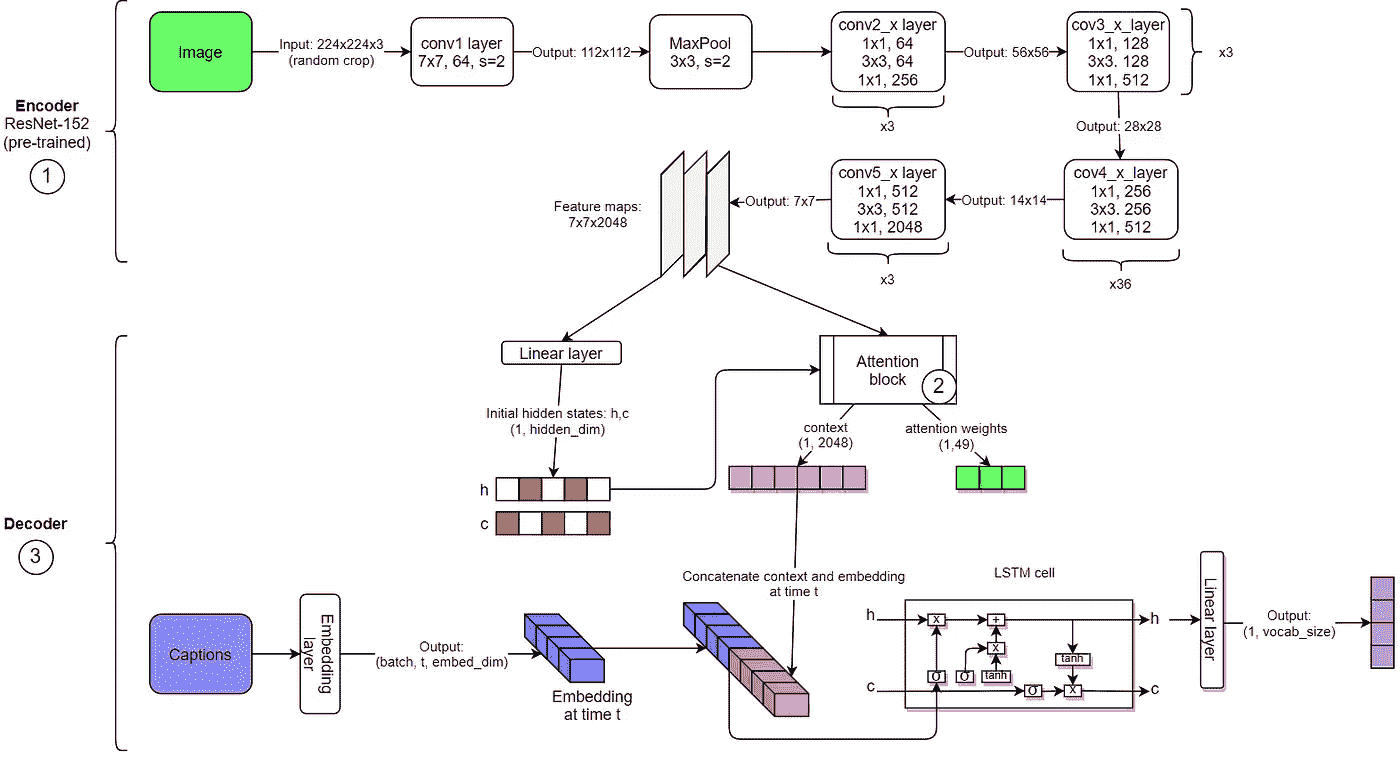 Encoder
ResNet-152
(pre-trained)
1
Image
Input: 224x224x3
(random crop)
conv1 layer
7x7, 64, s=2
Output: 112x112
MaxPool
3x3, s=2
conv2_x layer
1x1, 64
3x3, 64
1x1, 256
x3
Output: 56x56
cov3_x_layer
1x1, 128
3x3. 128
1x1, 512
x3
Output: 28x28
cov4_x_layer
1x1, 256
3x3. 256
1x1, 512
x36
Output: 14x14
conv5_x layer
1x1, 512
3x3, 512
1x1, 2048
x3
Output: 7x7
Feature maps:
7x7x2048
Decoder
3
Linear layer
Initial hidden states: h,c
(1, hidden_dim)
h
c
Attention
block
2
context
(1, 2048)
attention weights
(1,49)
Captions
Embedding
layer
Output:
(batch, t, embed_dim)
Embedding
at time t
Concatenate context and embedding
at time t
LSTM cell
h
c
x
+
x
σ
σ
tanh
tanh
σ
x
h
c
Linear layer
Output:
(1, vocab_size)